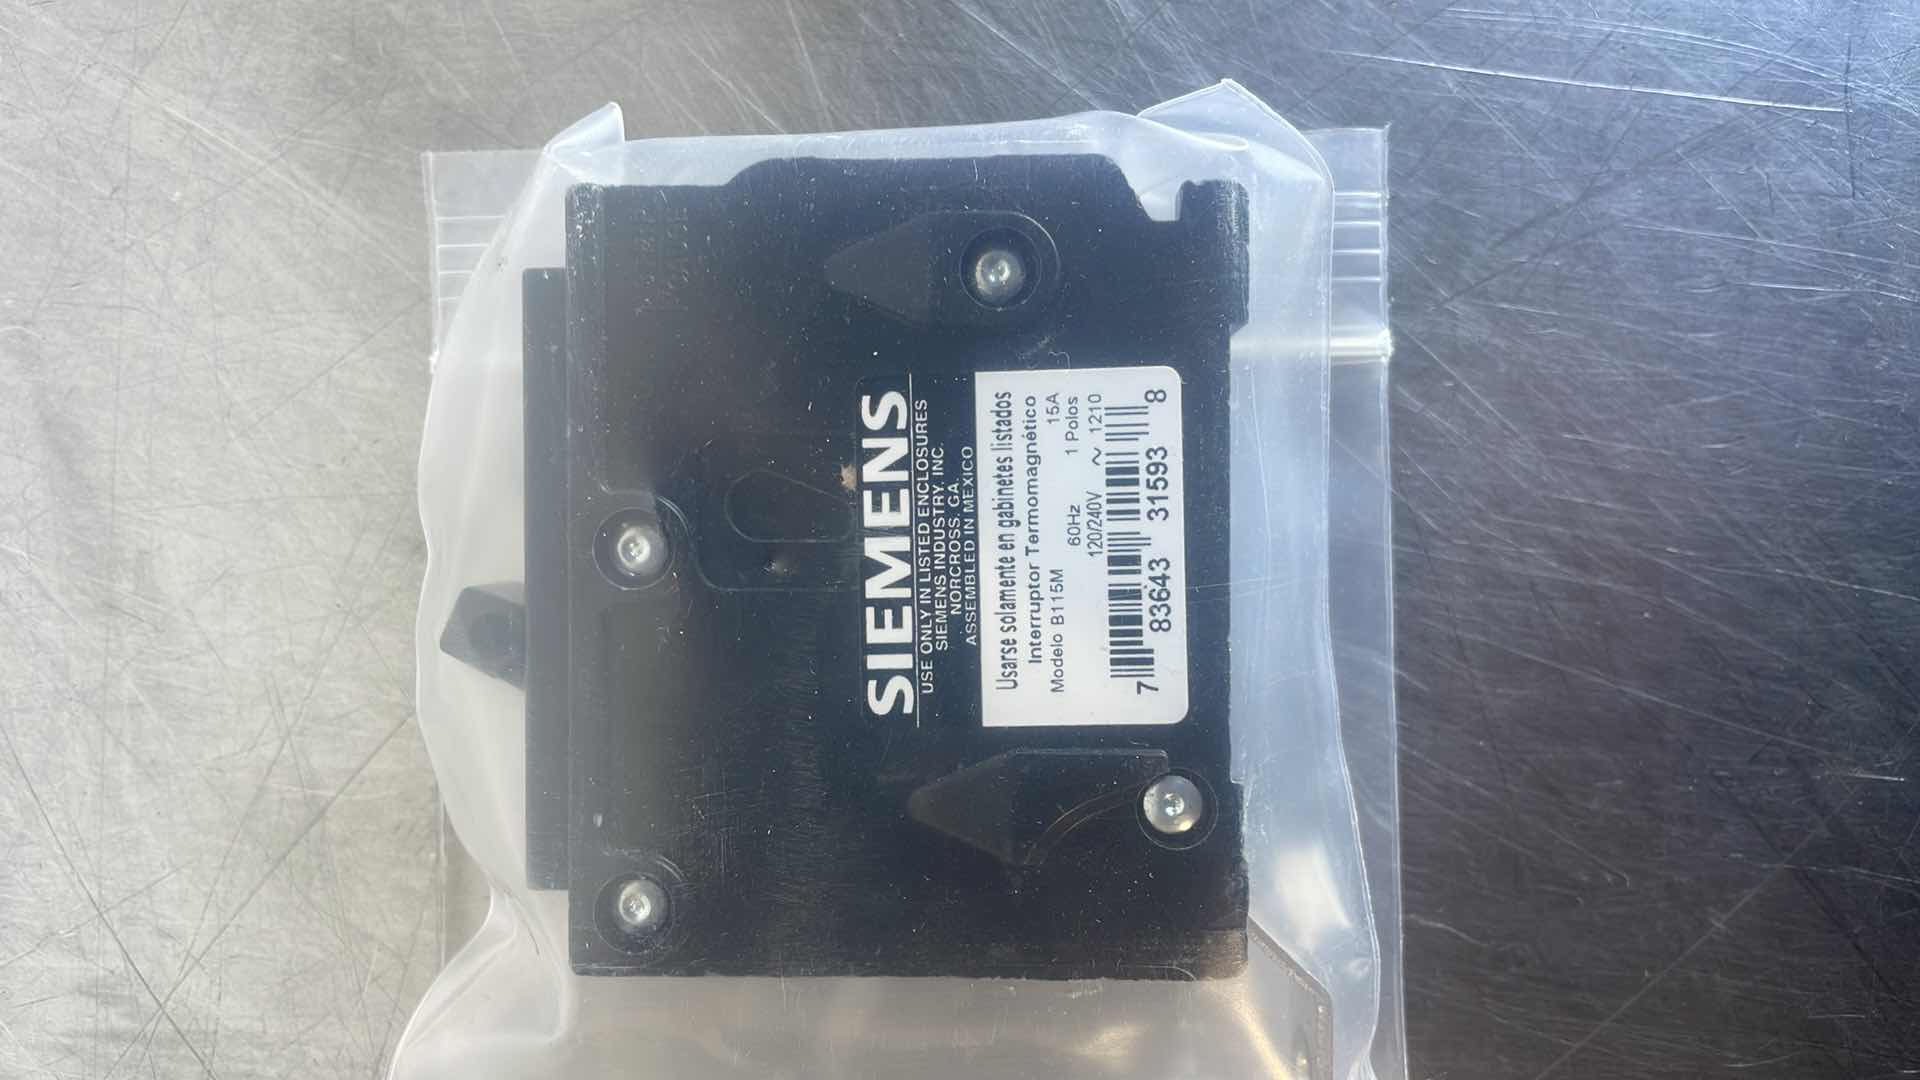 SIEMENS
USE ONLY IN LISTED ENCLOSURES
SIEMENS INDUSTRY, INC.
NORCROSS, GA.
ASSEMBLED IN MEXICO
Usarse solamente en gabinetes listados
Interruptor Termomagnético
Modelo B115M 15A
60Hz 1 Polos
120/240V ~ 1210
7 83643 31593 8